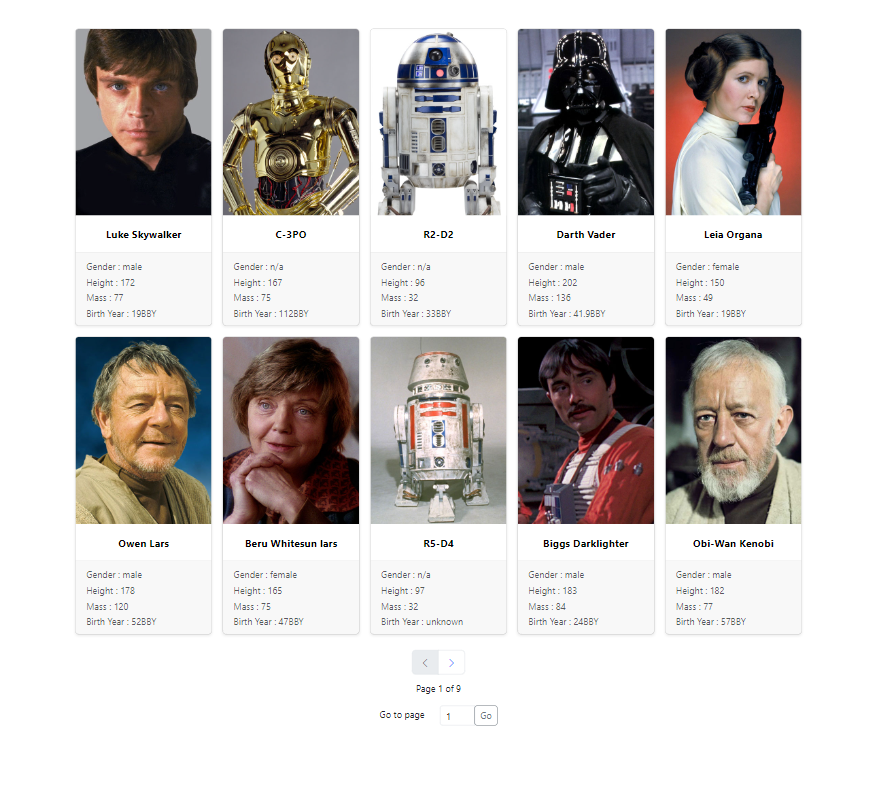 Luke Skywalker
Gender : male
Height : 172
Mass : 77
Birth Year : 19BBY
C-3PO
Gender : n/a
Height : 167
Mass : 75
Birth Year : 112BBY
R2-D2
Gender : n/a
Height : 96
Mass : 32
Birth Year : 33BBY
Darth Vader
Gender : male
Height : 202
Mass : 136
Birth Year : 41.9BBY
Leia Organa
Gender : female
Height : 150
Mass : 49
Birth Year : 19BBY
Owen Lars
Gender : male
Height : 178
Mass : 120
Birth Year : 52BBY
Beru Whitesun lars
Gender : female
Height : 165
Mass : 75
Birth Year : 47BBY
R5-D4
Gender : n/a
Height : 97
Mass : 32
Birth Year : unknown
Biggs Darklighter
Gender : male
Height : 183
Mass : 84
Birth Year : 24BBY
Obi-Wan Kenobi
Gender : male
Height : 182
Mass : 77
Birth Year : 57BBY
Page 1 of 9
Go to page 1 Go